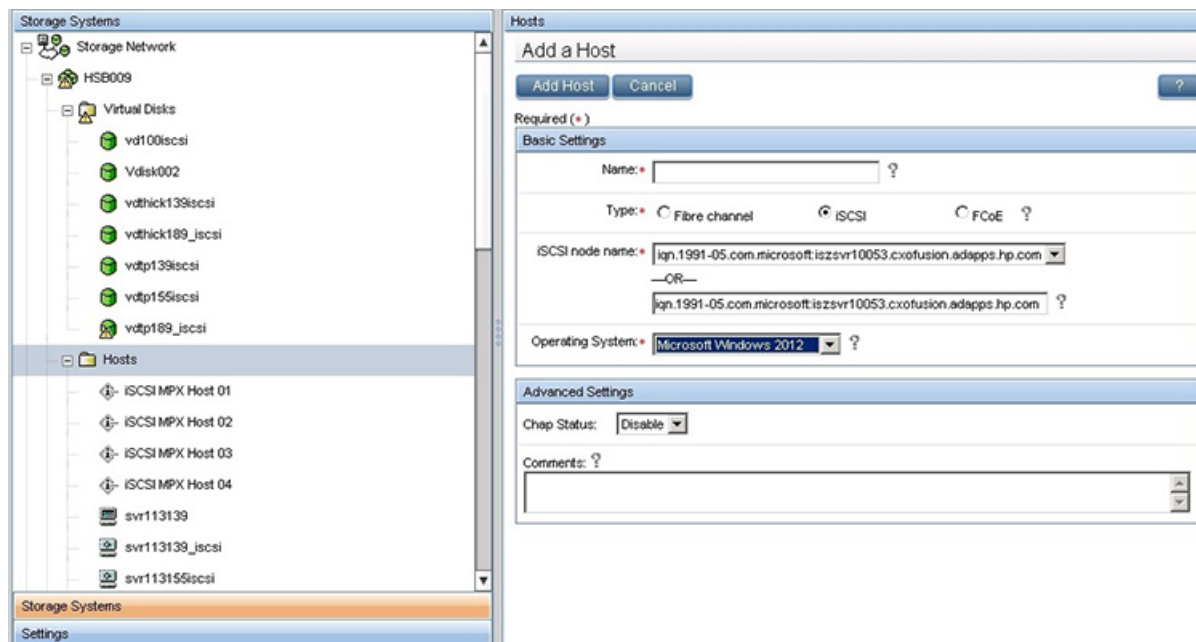 Storage Systems
Storage Network
HSB009
Virtual Disks
vd100iscsi
Vdisk002
vdthick139iscsi
vdthick189_iscsi
vdtp139iscsi
vdtp155iscsi
vdtp189_iscsi
Hosts
iSCSI MPX Host 01
iSCSI MPX Host 02
iSCSI MPX Host 03
iSCSI MPX Host 04
svr113139
svr113139_iscsi
svr113155iscsi
Storage Systems
Settings
Hosts
Add a Host
Add Host Cancel ?
Required (*)
Basic Settings
Name:* ?
Type:* Fibre channel iSCSI FCoE ?
iSCSI node name:* iqn.1991-05.com.microsoft:iszsvr10053.cxofusion.adapps.hp.com
—OR—
iqn.1991-05.com.microsoft:iszsvr10053.cxofusion.adapps.hp.com ?
Operating System:* Microsoft Windows 2012 ?
Advanced Settings
Chap Status: Disable
Comments: ?